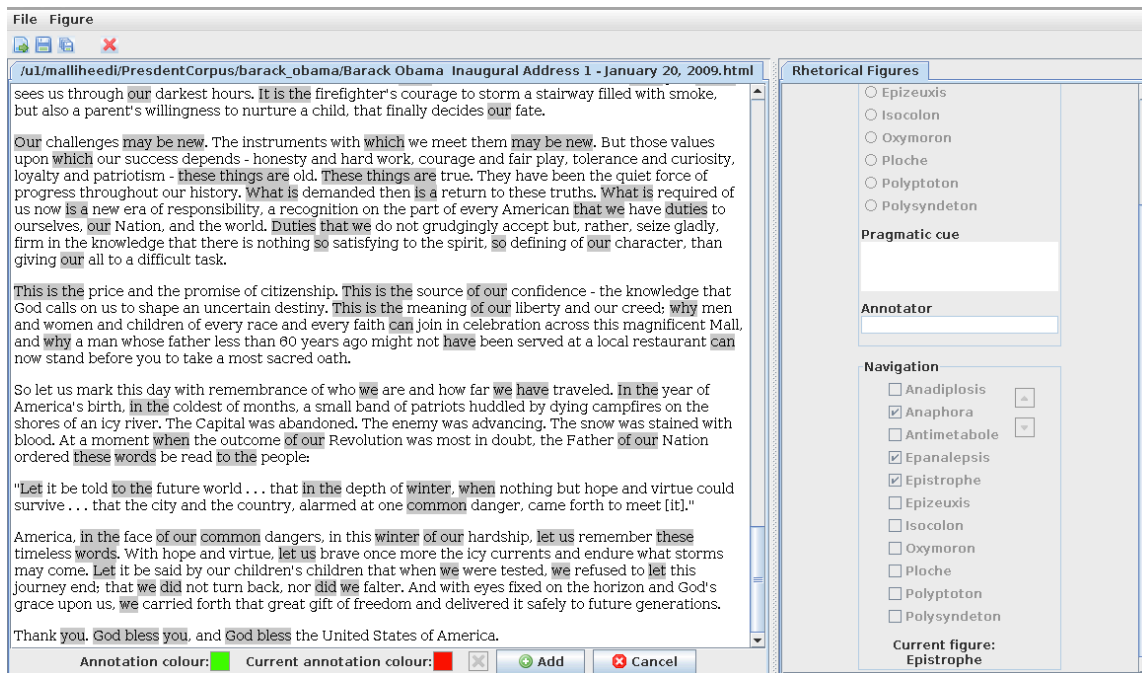 File Figure
/u1/malliheedi/PresdentCorpus/barack_obama/Barack Obama Inaugural Address 1 - January 20, 2009.html
sees us through our darkest hours. It is the firefighter's courage to storm a stairway filled with smoke,
but also a parent's willingness to nurture a child, that finally decides our fate.
Our challenges may be new. The instruments with which we meet them may be new. But those values
upon which our success depends - honesty and hard work, courage and fair play, tolerance and curiosity,
loyalty and patriotism - these things are old. These things are true. They have been the quiet force of
progress throughout our history. What is demanded then is a return to these truths. What is required of
us now is a new era of responsibility, a recognition on the part of every American that we have duties to
ourselves, our Nation, and the world. Duties that we do not grudgingly accept but, rather, seize gladly,
firm in the knowledge that there is nothing so satisfying to the spirit, so defining of our character, than
giving our all to a difficult task.
This is the price and the promise of citizenship. This is the source of our confidence - the knowledge that
God calls on us to shape an uncertain destiny. This is the meaning of our liberty and our creed; why men
and women and children of every race and every faith can join in celebration across this magnificent Mall,
and why a man whose father less than 60 years ago might not have been served at a local restaurant can
now stand before you to take a most sacred oath.
So let us mark this day with remembrance of who we are and how far we have traveled. In the year of
America's birth, in the coldest of months, a small band of patriots huddled by dying campfires on the
shores of an icy river. The Capital was abandoned. The enemy was advancing. The snow was stained with
blood. At a moment when the outcome of our Revolution was most in doubt, the Father of our Nation
ordered these words be read to the people:
"Let it be told to the future world . . . that in the depth of winter, when nothing but hope and virtue could
survive . . . that the city and the country, alarmed at one common danger, came forth to meet [it]."
America, in the face of our common dangers, in this winter of our hardship, let us remember these
timeless words. With hope and virtue, let us brave once more the icy currents and endure what storms
may come. Let it be said by our children's children that when we were tested, we refused to let this
journey end; that we did not turn back, nor did we falter. And with eyes fixed on the horizon and God's
grace upon us, we carried forth that great gift of freedom and delivered it safely to future generations.
Thank you. God bless you, and God bless the United States of America.
Annotation colour: Current annotation colour: Add Cancel
Rhetorical Figures
Epizeuxis
Isocolon
Oxymoron
Ploche
Polyptoton
Polysyndeton
Pragmatic cue
Annotator
Navigation
Anadiplosis
Anaphora
Antimetabole
Epanalepsis
Epistrophe
Epizeuxis
Isocolon
Oxymoron
Ploche
Polyptoton
Polysyndeton
Current figure:
Epistrophe